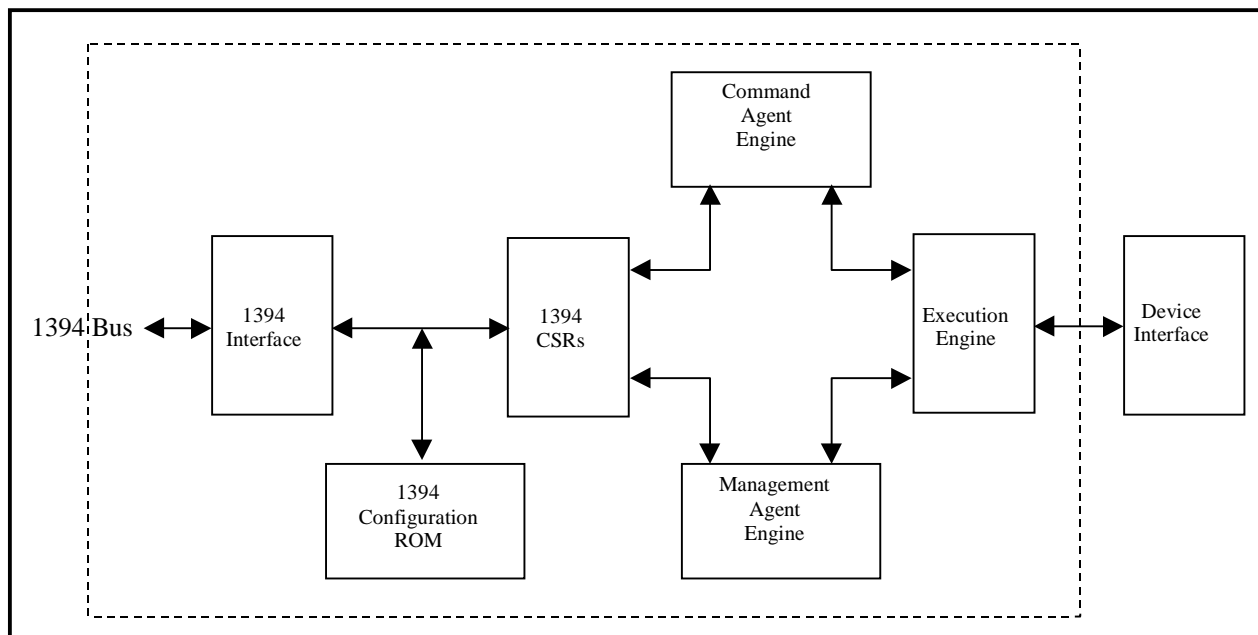 Command
Agent
Engine
1394 Bus
1394
Interface
1394
CSRs
Execution
Engine
Device
Interface
1394
Configuration
ROM
Management
Agent
Engine